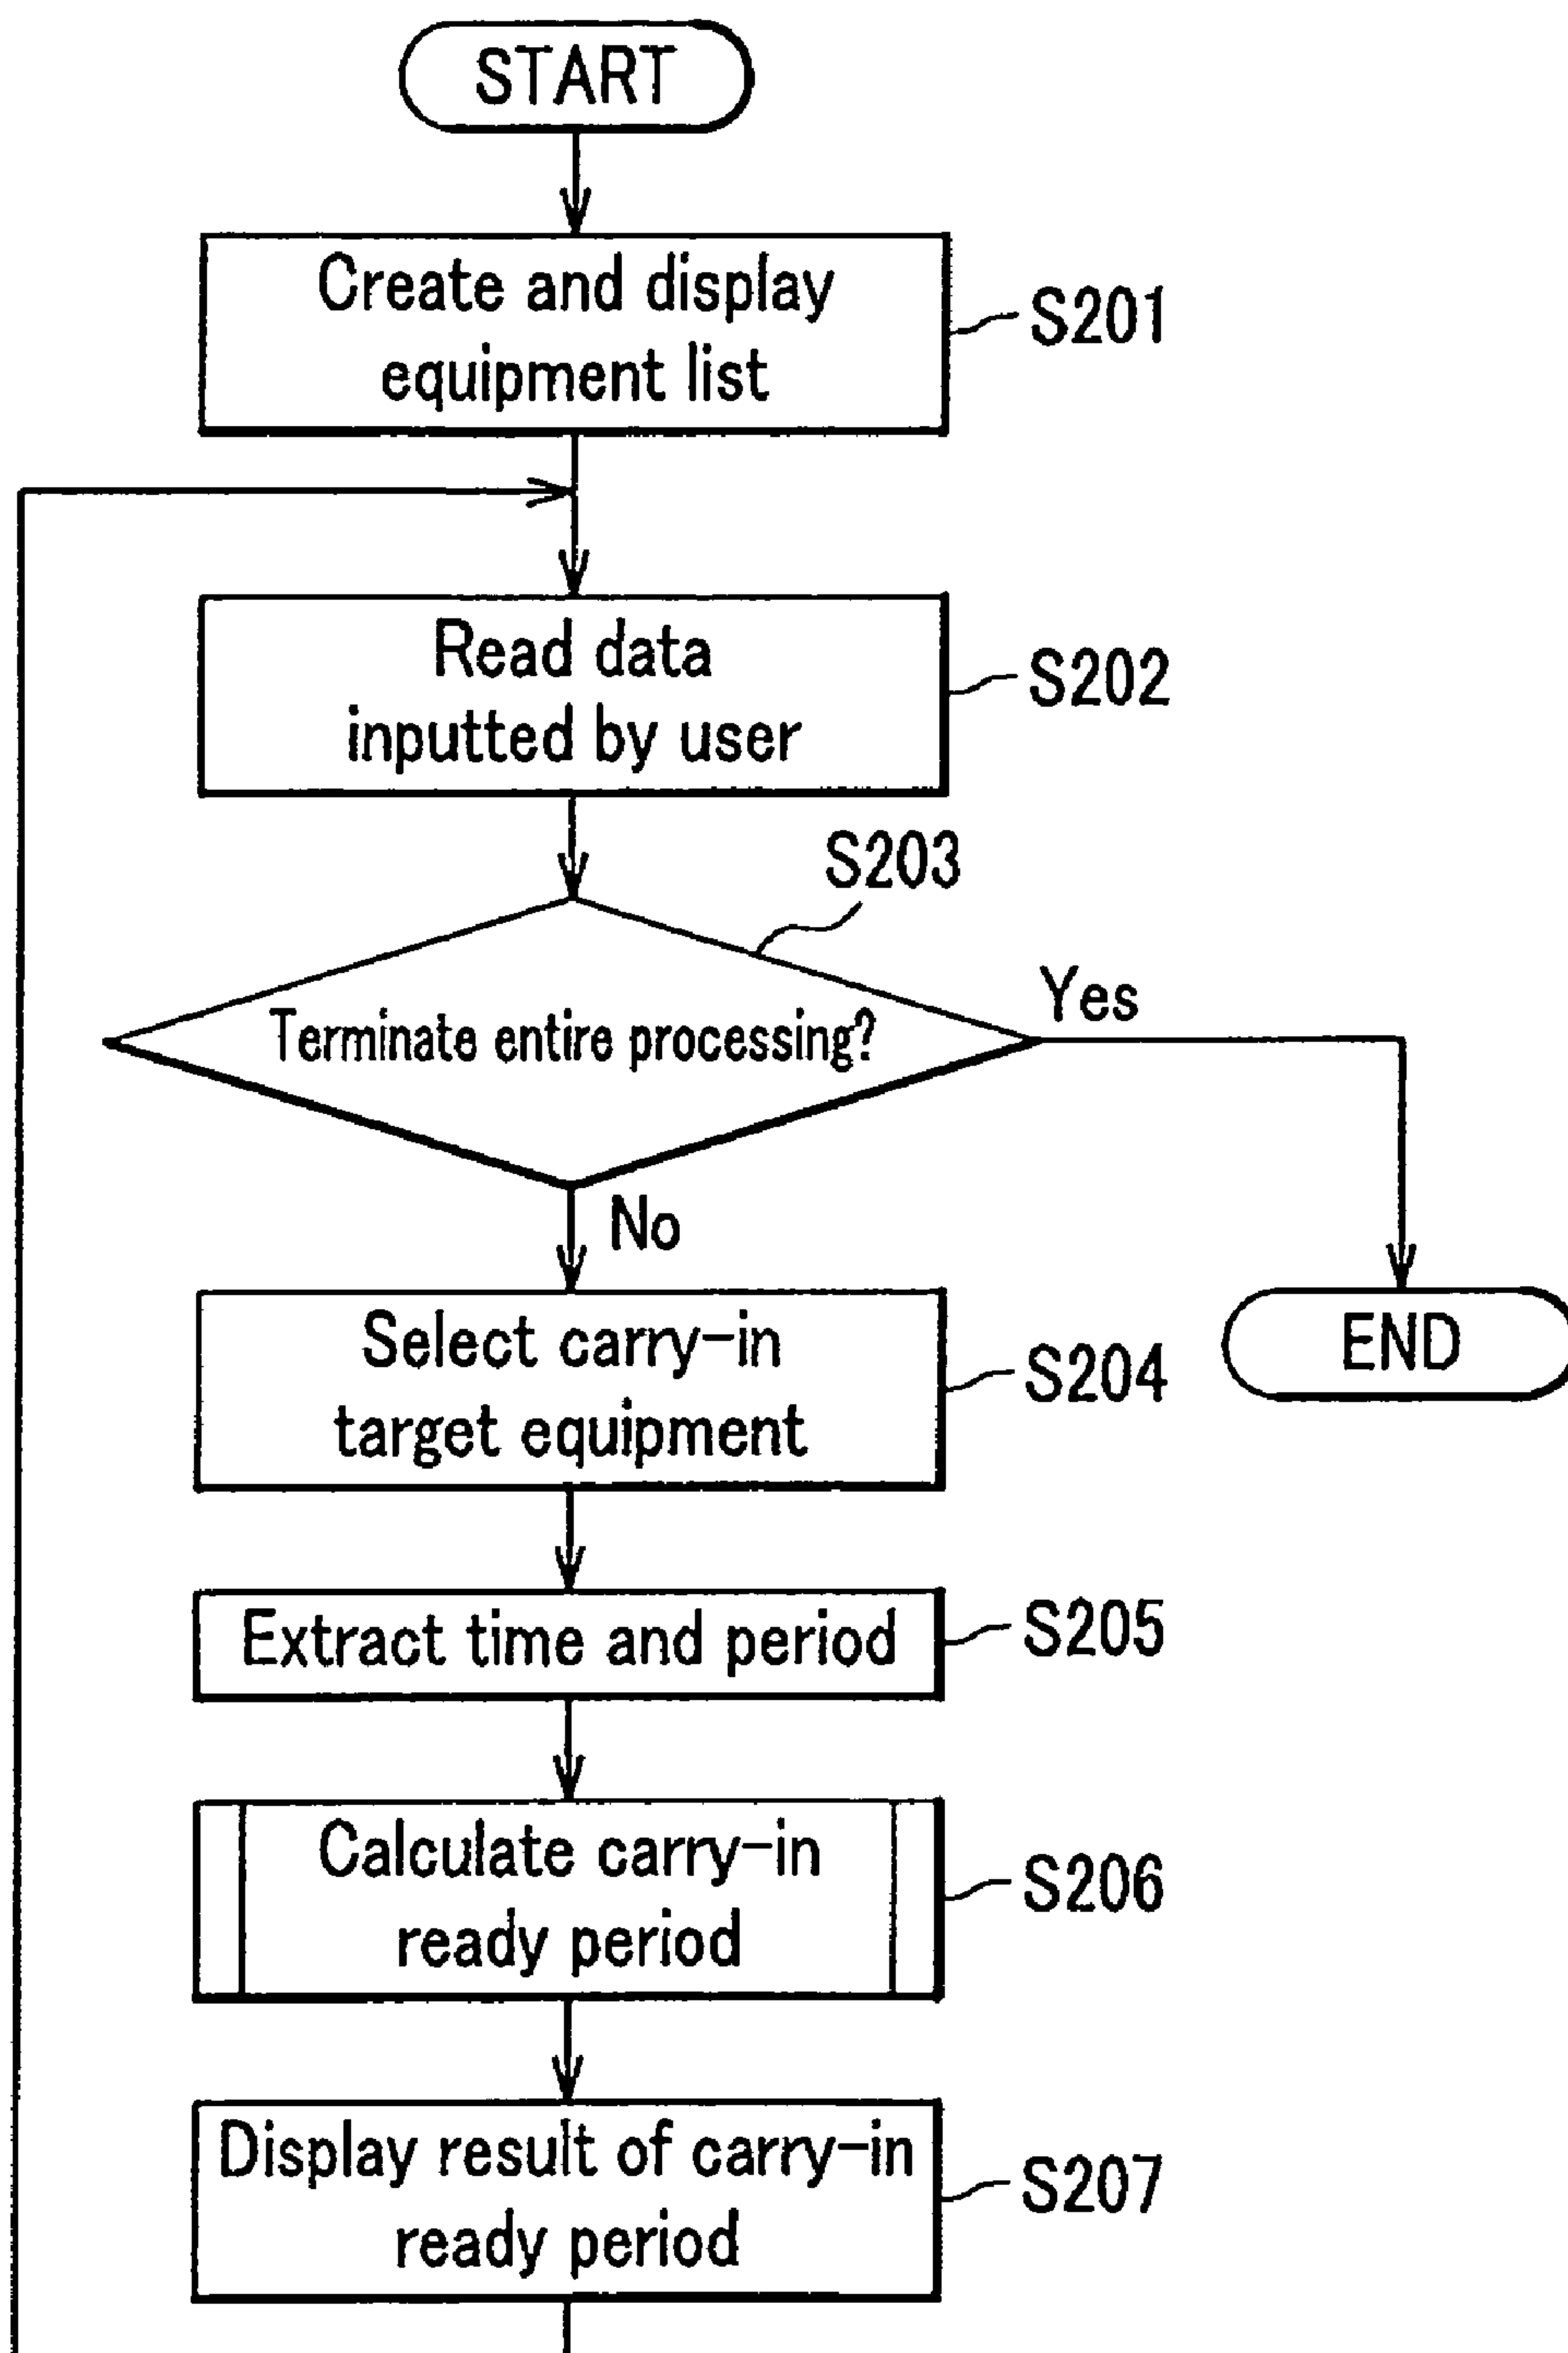 START
Create and display
equipment list
S201
Read data
inputted by user
S202
S203
Terminate entire processing?
Yes
No
Select carry-in
target equipment
S204
END
Extract time and period
S205
Calculate carry-in
ready period
S206
Display result of carry-in
ready period
S207